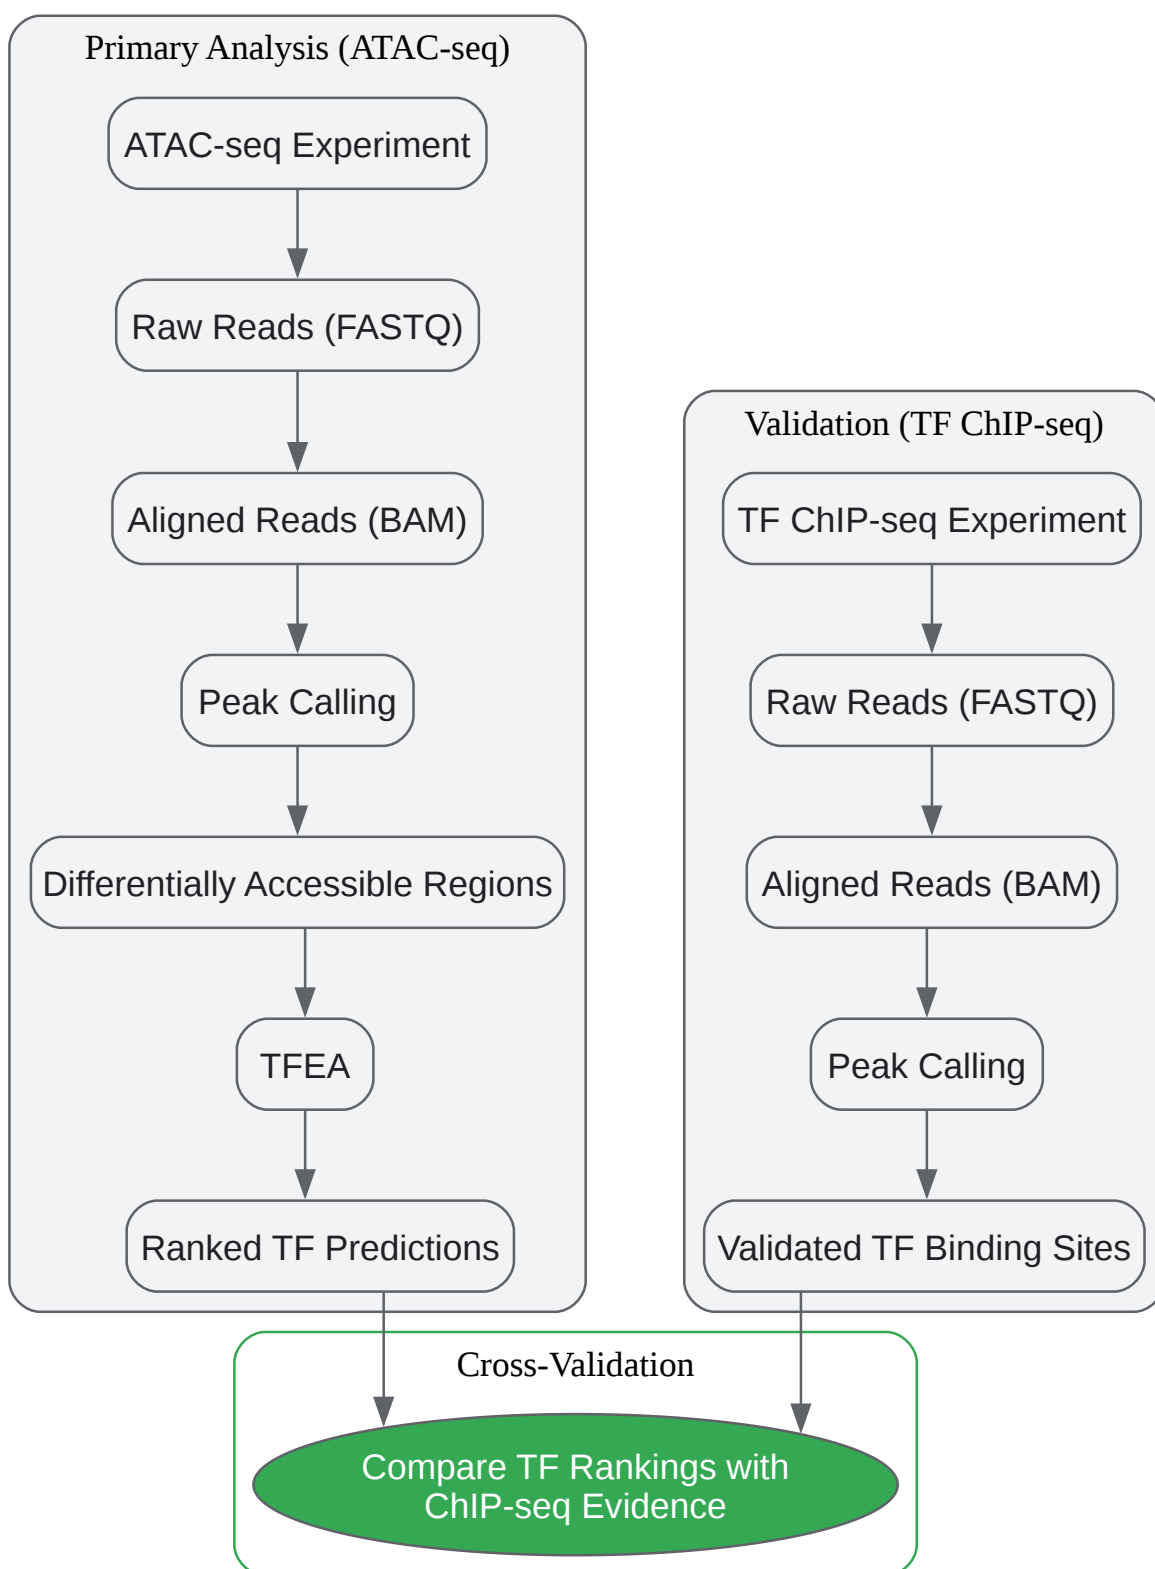 Primary Analysis (ATAC-seq)
ATAC-seq Experiment
Raw Reads (FASTQ)
Aligned Reads (BAM)
Peak Calling
Differentially Accessible Regions
TFEA
Ranked TF Predictions
Validation (TF ChIP-seq)
TF ChIP-seq Experiment
Raw Reads (FASTQ)
Aligned Reads (BAM)
Peak Calling
Validated TF Binding Sites
Cross-Validation
Compare TF Rankings with
ChIP-seq Evidence